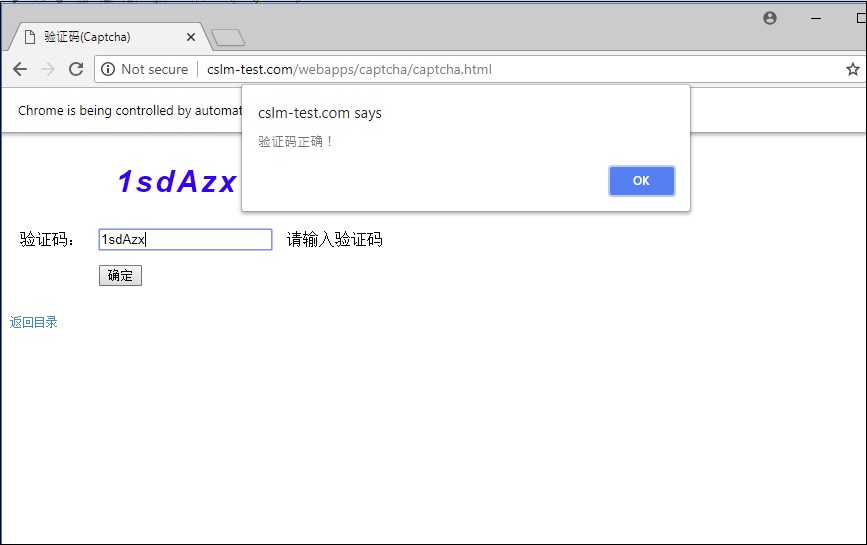 验证码(Captcha)
Not secure | cslm-test.com/webapps/captcha/captcha.html
Chrome is being controlled by automat
cslm-test.com says
验证码正确！
OK
1sdAzx
验证码： 1sdAzx 请输入验证码
确定
返回目录